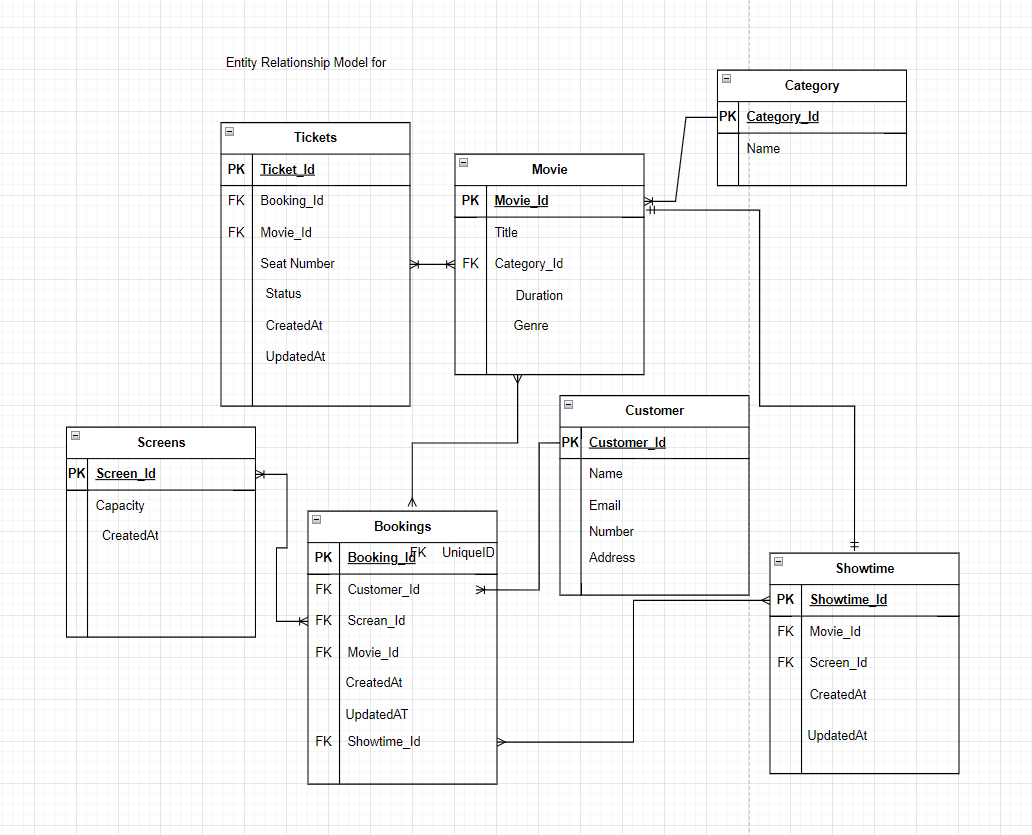 Entity Relationship Model for
Category
PK Category_Id
Name
Tickets
PK Ticket_Id
FK Booking_Id
FK Movie_Id
Seat Number
Status
CreatedAt
UpdatedAt
Movie
PK Movie_Id
Title
FK Category_Id
Duration
Genre
Customer
PK Customer_Id
Name
Email
Number
Address
Screens
PK Screen_Id
Capacity
CreatedAt
Bookings
PK Booking_Id
FK UniqueID
FK Customer_Id
FK Screan_Id
FK Movie_Id
CreatedAt
UpdatedAT
FK Showtime_Id
Showtime
PK Showtime_Id
FK Movie_Id
FK Screen_Id
CreatedAt
UpdatedAt